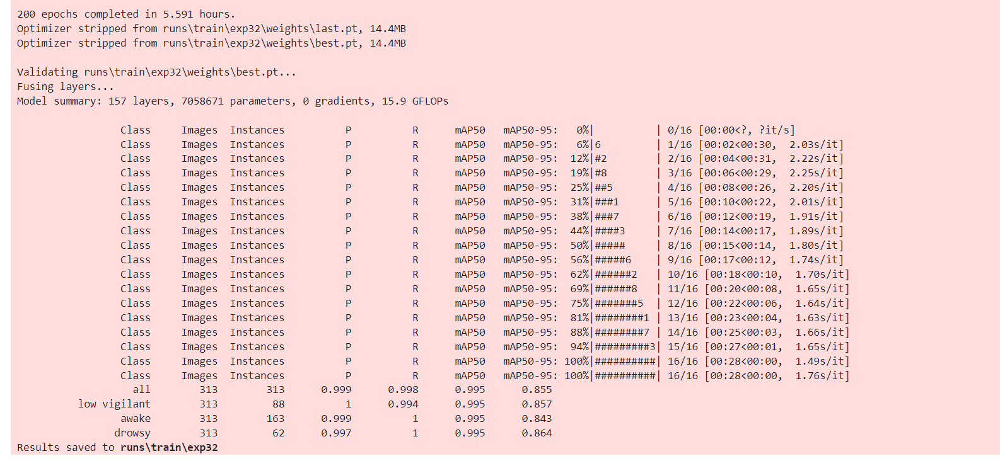 200 epochs completed in 5.591 hours.
Optimizer stripped from runs\train\exp32\weights\last.pt, 14.4MB
Optimizer stripped from runs\train\exp32\weights\best.pt, 14.4MB
Validating runs\train\exp32\weights\best.pt...
Fusing layers...
Model summary: 157 layers, 7058671 parameters, 0 gradients, 15.9 GFLOPs
Class Images Instances P R mAP50 mAP50-95: 0%| | 0/16 [00:00<?, ?it/s]
Class Images Instances P R mAP50 mAP50-95: 6%|6 | 1/16 [00:02<00:30, 2.03s/it]
Class Images Instances P R mAP50 mAP50-95: 12%|#2 | 2/16 [00:04<00:31, 2.22s/it]
Class Images Instances P R mAP50 mAP50-95: 19%|#8 | 3/16 [00:06<00:29, 2.25s/it]
Class Images Instances P R mAP50 mAP50-95: 25%|##5 | 4/16 [00:08<00:26, 2.20s/it]
Class Images Instances P R mAP50 mAP50-95: 31%|###1 | 5/16 [00:10<00:22, 2.01s/it]
Class Images Instances P R mAP50 mAP50-95: 38%|###7 | 6/16 [00:12<00:19, 1.91s/it]
Class Images Instances P R mAP50 mAP50-95: 44%|####3 | 7/16 [00:14<00:17, 1.89s/it]
Class Images Instances P R mAP50 mAP50-95: 50%|##### | 8/16 [00:15<00:14, 1.80s/it]
Class Images Instances P R mAP50 mAP50-95: 56%|#####6 | 9/16 [00:17<00:12, 1.74s/it]
Class Images Instances P R mAP50 mAP50-95: 62%|######2 | 10/16 [00:18<00:10, 1.70s/it]
Class Images Instances P R mAP50 mAP50-95: 69%|######8 | 11/16 [00:20<00:08, 1.65s/it]
Class Images Instances P R mAP50 mAP50-95: 75%|#######5 | 12/16 [00:22<00:06, 1.64s/it]
Class Images Instances P R mAP50 mAP50-95: 81%|########1 | 13/16 [00:23<00:04, 1.63s/it]
Class Images Instances P R mAP50 mAP50-95: 88%|########7 | 14/16 [00:25<00:03, 1.66s/it]
Class Images Instances P R mAP50 mAP50-95: 94%|#########3| 15/16 [00:27<00:01, 1.65s/it]
Class Images Instances P R mAP50 mAP50-95: 100%|##########| 16/16 [00:28<00:00, 1.49s/it]
Class Images Instances P R mAP50 mAP50-95: 100%|##########| 16/16 [00:28<00:00, 1.76s/it]
all 313 313 0.999 0.998 0.995 0.855
low vigilant 313 88 1 0.994 0.995 0.857
awake 313 163 0.999 1 0.995 0.843
drowsy 313 62 0.997 1 0.995 0.864
Results saved to runs\train\exp32